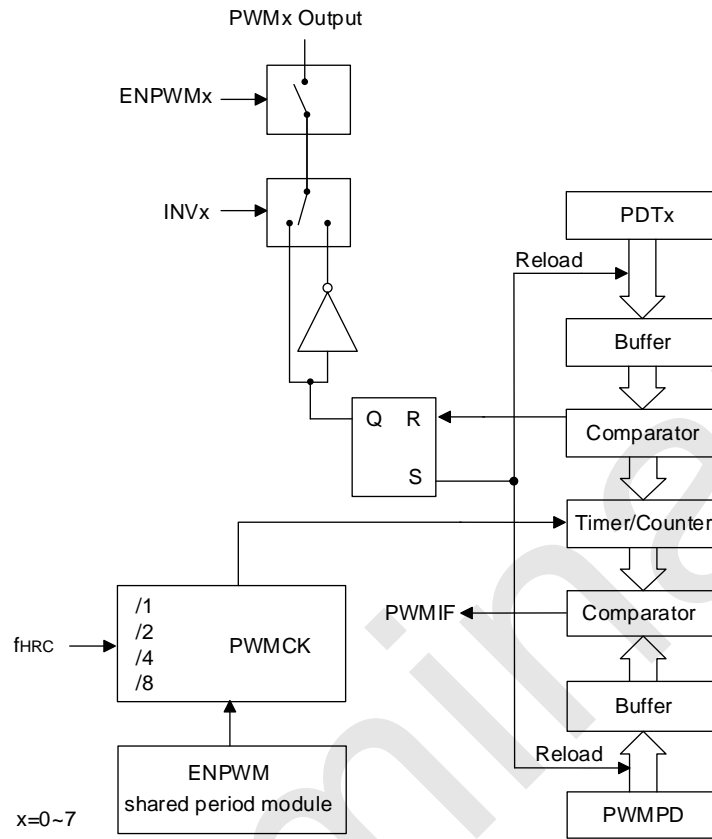 PWMx Output
ENPWMx
INVx
PDTx
Reload
Buffer
Q R
S
Comparator
Timer/Counter
fHRC
/1
/2
/4
/8
PWMCK
PWMIF
Comparator
Buffer
Reload
ENPWM
shared period module
PWMPD
x=0~7